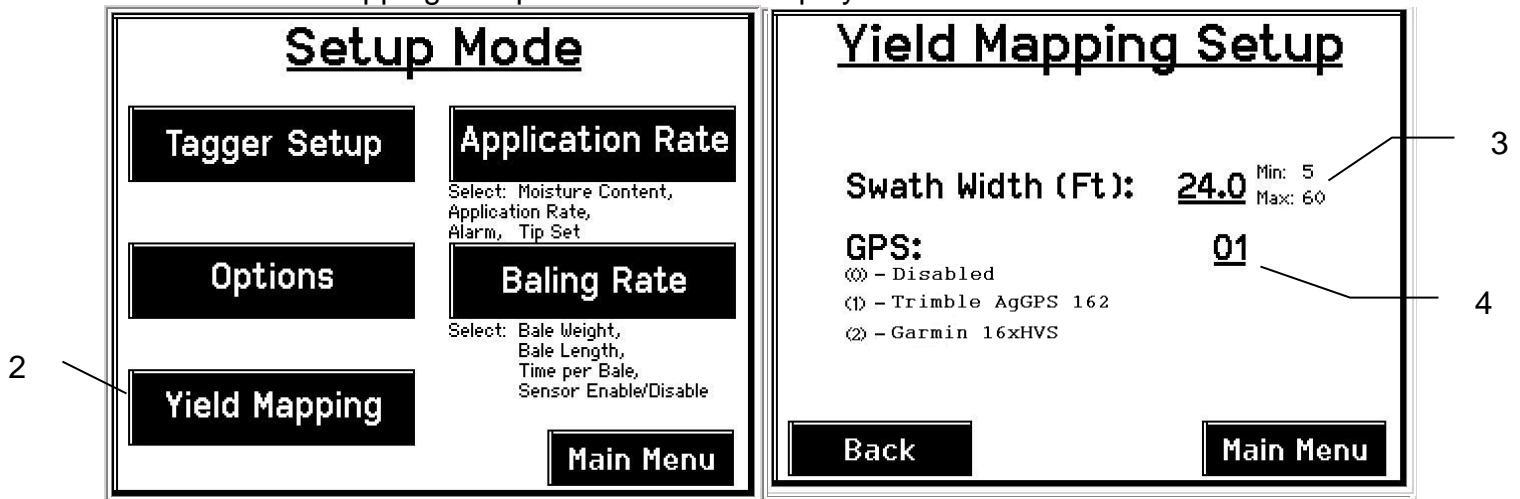 Setup Mode
Tagger Setup
Application Rate
Select: Moisture Content,
Application Rate,
Alarm, Tip Set
Options
Baling Rate
Select: Bale Weight,
Bale Length,
Time per Bale,
Sensor Enable/Disable
2
Yield Mapping
Main Menu
Yield Mapping Setup
3
Swath Width (Ft): 24.0 Min: 5
Max: 60
GPS: 01
(0) – Disabled
(1) – Trimble AgGPS 162
(2) – Garmin 16xHVS
4
Back
Main Menu